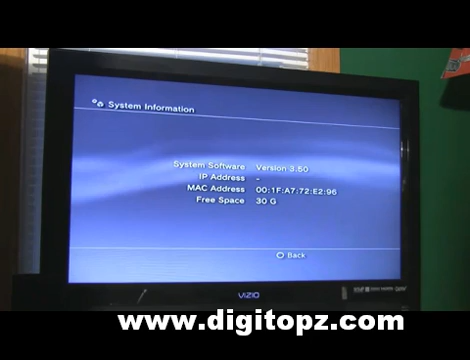 System Information
System Software Version 3.50
IP Address -
MAC Address 00:1F:A7:72:E2:96
Free Space 30 G
Back
VIZIO
www.digitopz.com